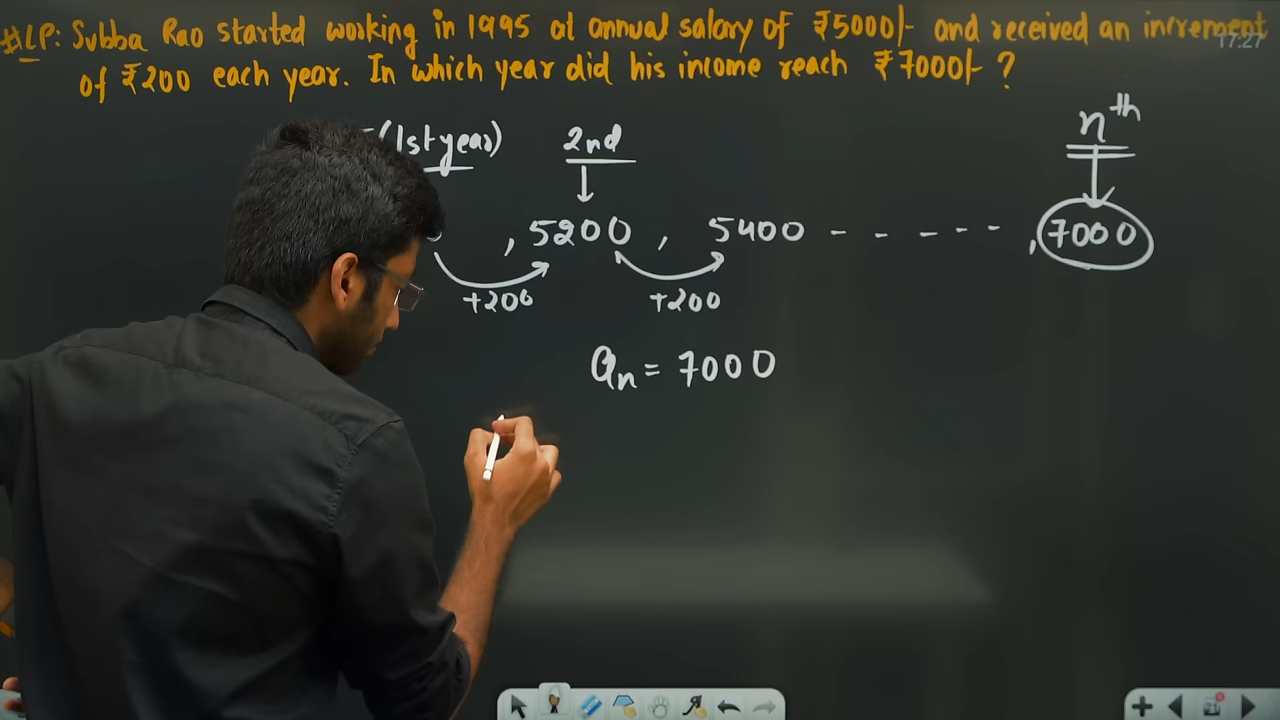 #LP: Subba Rao started working in 1995 at annual salary of ₹5000/- and received an increment
17:27
of ₹200 each year. In which year did his income reach ₹7000/- ?
(1st year) 2nd nth
, 5200 , 5400 - - - - - , 7000
+200 +200
an = 7000